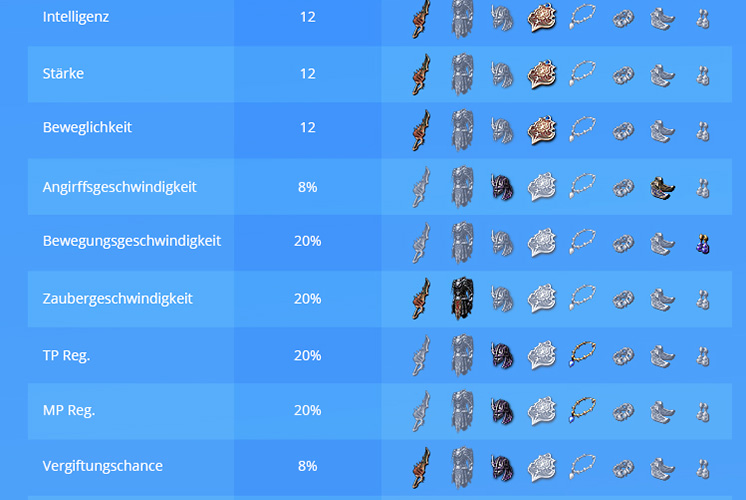 Intelligenz 12
Stärke 12
Beweglichkeit 12
Angirffsgeschwindigkeit 8%
Bewegungsgeschwindigkeit 20%
Zaubergeschwindigkeit 20%
TP Reg. 20%
MP Reg. 20%
Vergiftungschance 8%